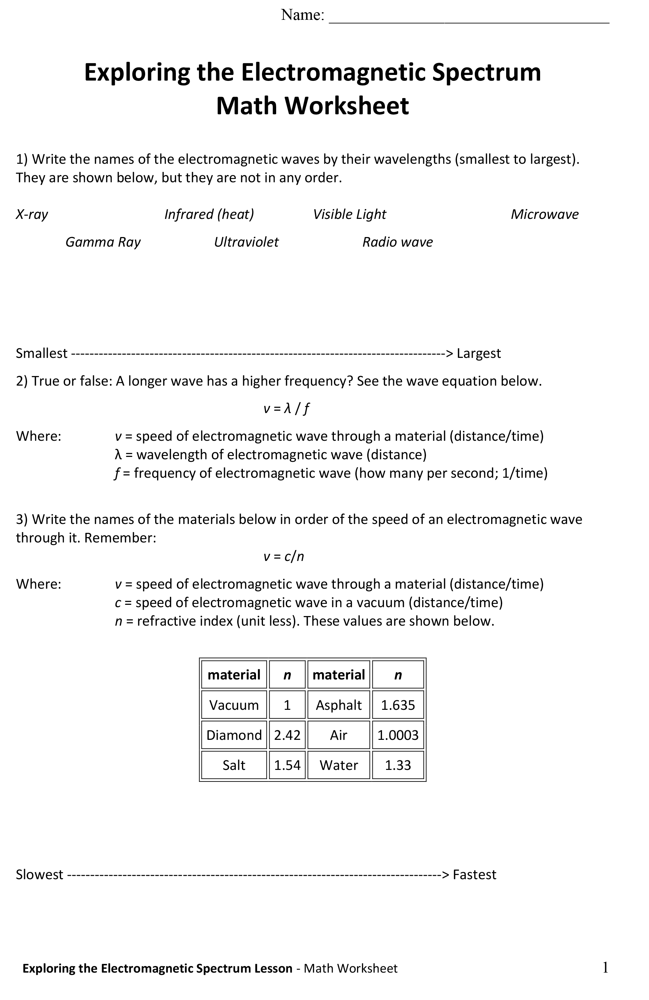 Name: ___________________________________
Exploring the Electromagnetic Spectrum
Math Worksheet
1) Write the names of the electromagnetic waves by their wavelengths (smallest to largest).
They are shown below, but they are not in any order.
X-ray Infrared (heat) Visible Light Microwave
Gamma Ray Ultraviolet Radio wave
Smallest ---------------------------------------------------------------------------------> Largest
2) True or false: A longer wave has a higher frequency? See the wave equation below.
v = λ / f
Where: v = speed of electromagnetic wave through a material (distance/time)
λ = wavelength of electromagnetic wave (distance)
f = frequency of electromagnetic wave (how many per second; 1/time)
3) Write the names of the materials below in order of the speed of an electromagnetic wave
through it. Remember:
v = c/n
Where: v = speed of electromagnetic wave through a material (distance/time)
c = speed of electromagnetic wave in a vacuum (distance/time)
n = refractive index (unit less). These values are shown below.
material n material n
Vacuum 1 Asphalt 1.635
Diamond 2.42 Air 1.0003
Salt 1.54 Water 1.33
Slowest ---------------------------------------------------------------------------------> Fastest
Exploring the Electromagnetic Spectrum Lesson - Math Worksheet 1